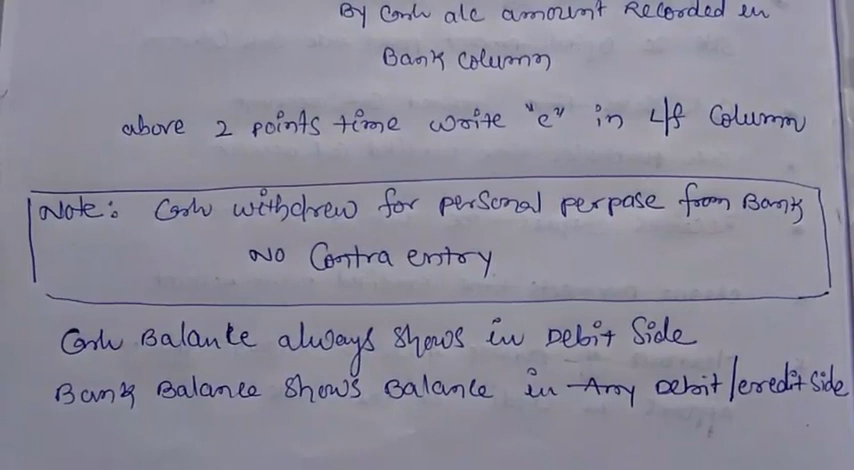 By Cash a/c amount Recorded in
Bank Column
above 2 points time write "c" in L/f Column
Note: Cash withdrew for personal perpase from Bank
No Contra entry
Cash Balance always shows in Debit Side
Bank Balance shows Balance in Any Debit/credit side